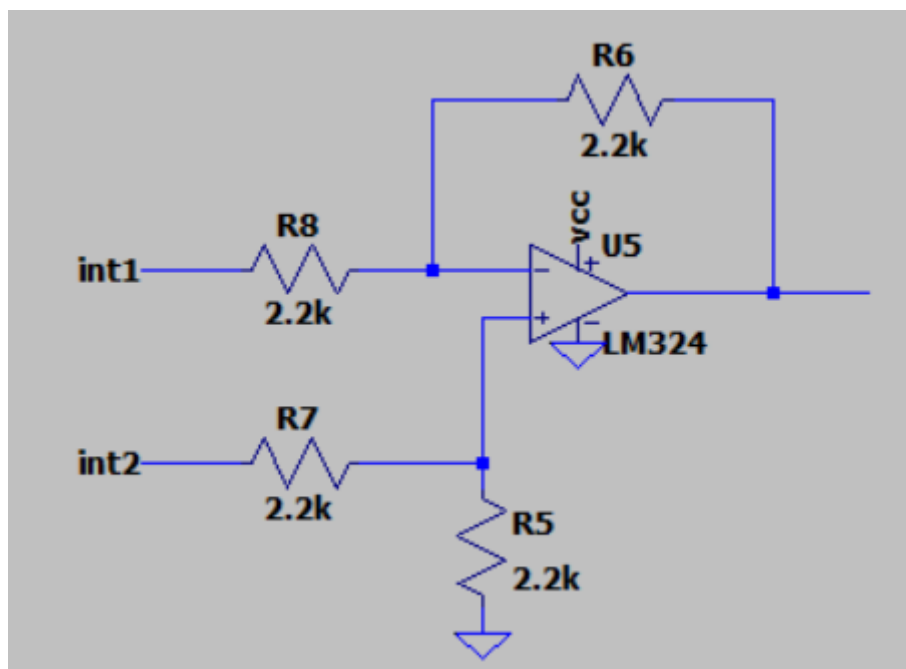 R6
2.2k
vcc
U5
R8
int1
2.2k
LM324
R7
int2
2.2k
R5
2.2k